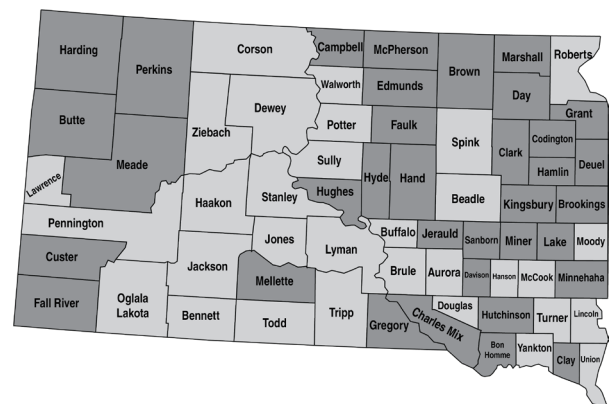 Harding
Perkins
Corson
Campbell
McPherson
Brown
Marshall
Roberts
Walworth
Edmunds
Day
Butte
Dewey
Ziebach
Potter
Faulk
Spink
Grant
Codington
Clark
Hamlin
Deuel
Meade
Sully
Hyde
Hand
Lawrence
Haakon
Stanley
Hughes
Beadle
Kingsbury
Brookings
Pennington
Jones
Lyman
Buffalo
Jerauld
Sanborn
Miner
Lake
Moody
Custer
Jackson
Mellette
Brule
Aurora
Davison
Hanson
McCook
Minnehaha
Fall River
Oglala
Lakota
Bennett
Todd
Tripp
Gregory
Charles Mix
Douglas
Hutchinson
Turner
Lincoln
Bon
Homme
Yankton
Clay
Union